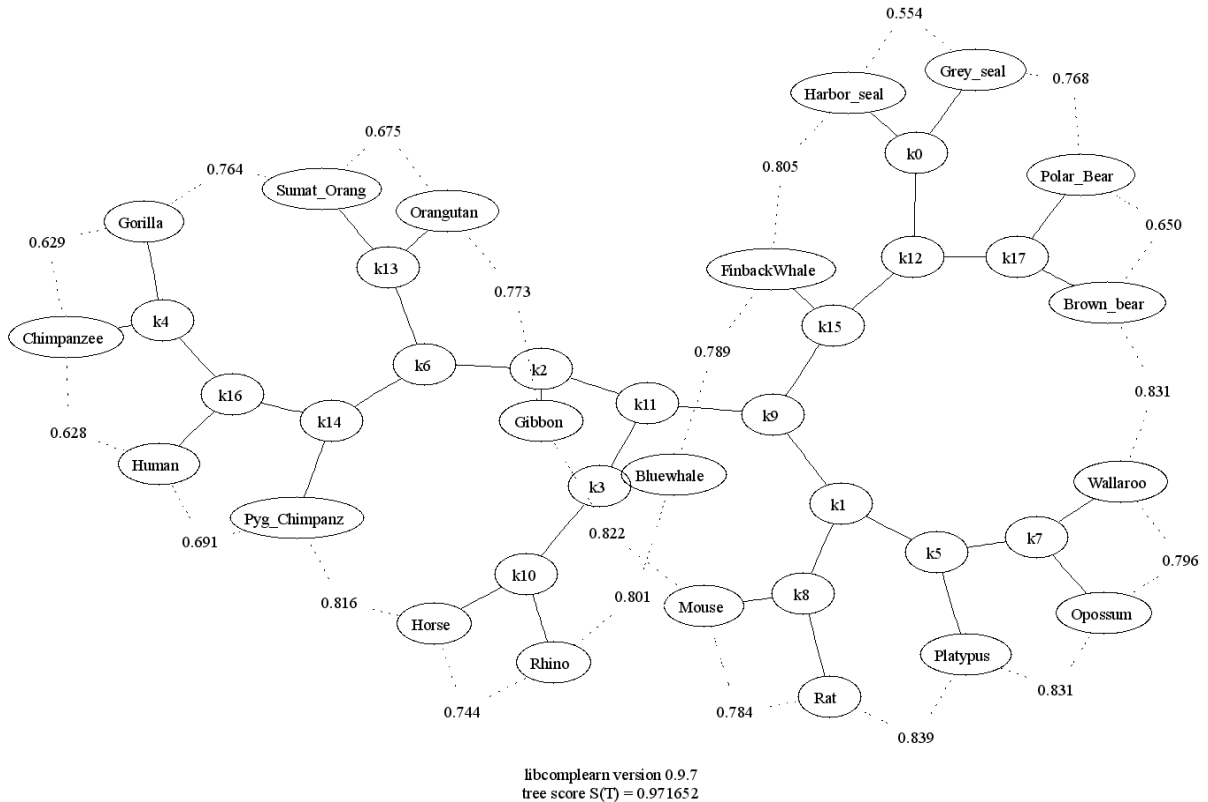 0.554
Grey_seal
0.768
Harbor_seal
0.675
k0
0.764
0.805
Polar_Bear
Sumat_Orang
Orangutan
Gorilla
0.650
0.629
k13
k12
k17
FinbackWhale
0.773
Brown_bear
k4
k15
Chimpanzee
0.789
k6
k2
0.831
k16
k11
k9
k14
Gibbon
0.628
Human
Bluewhale
Wallaroo
k3
k1
Pyg_Chimpanz
0.822
k7
0.691
k5
0.796
k10
0.816
0.801
Mouse
k8
Horse
Opossum
Rhino
Platypus
0.831
Rat
0.744
0.784
0.839
libcomplearn version 0.9.7
tree score S(T) = 0.971652